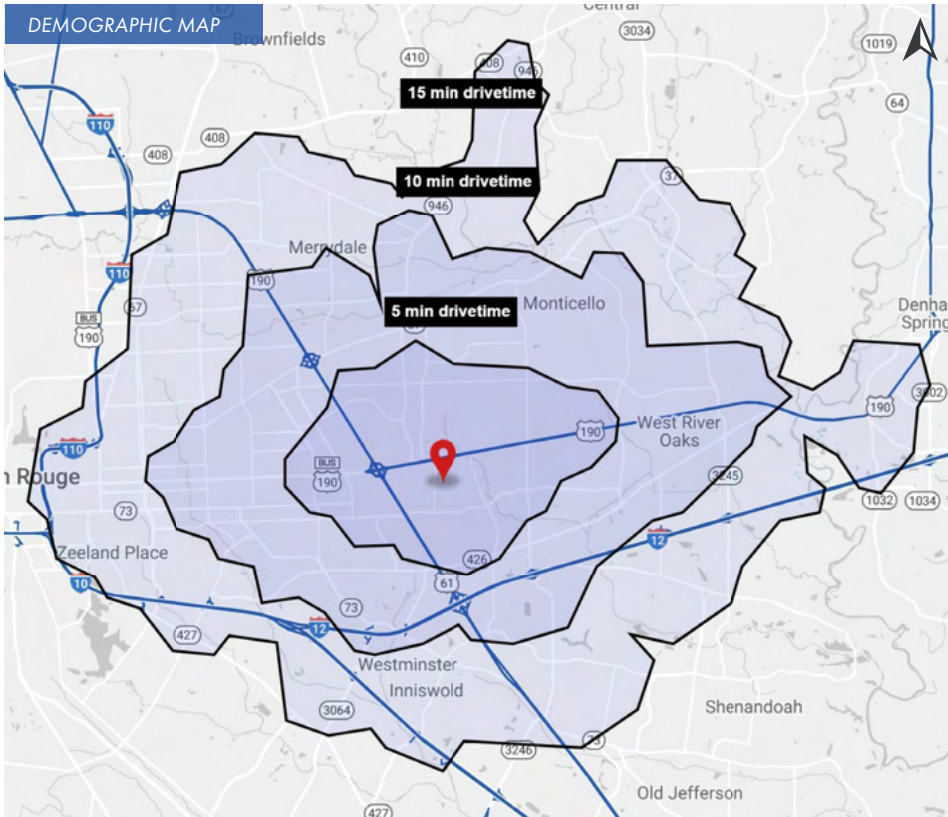 DEMOGRAPHIC MAP
Central
3034
Brownfields
1019
410
408
946
110
15 min drivetime
64
408
408
10 min drivetime
37
946
Merrydale
110
190
67
5 min drivetime
Monticello
Denha
Spring
BUS
190
3002
190
West River
Oaks
190
110
BUS
190
n Rouge
3245
1032
1034
73
12
Zeeland Place
426
10
61
73
427
12
Westminster
Inniswold
3064
Shenandoah
73
3246
Old Jefferson
427